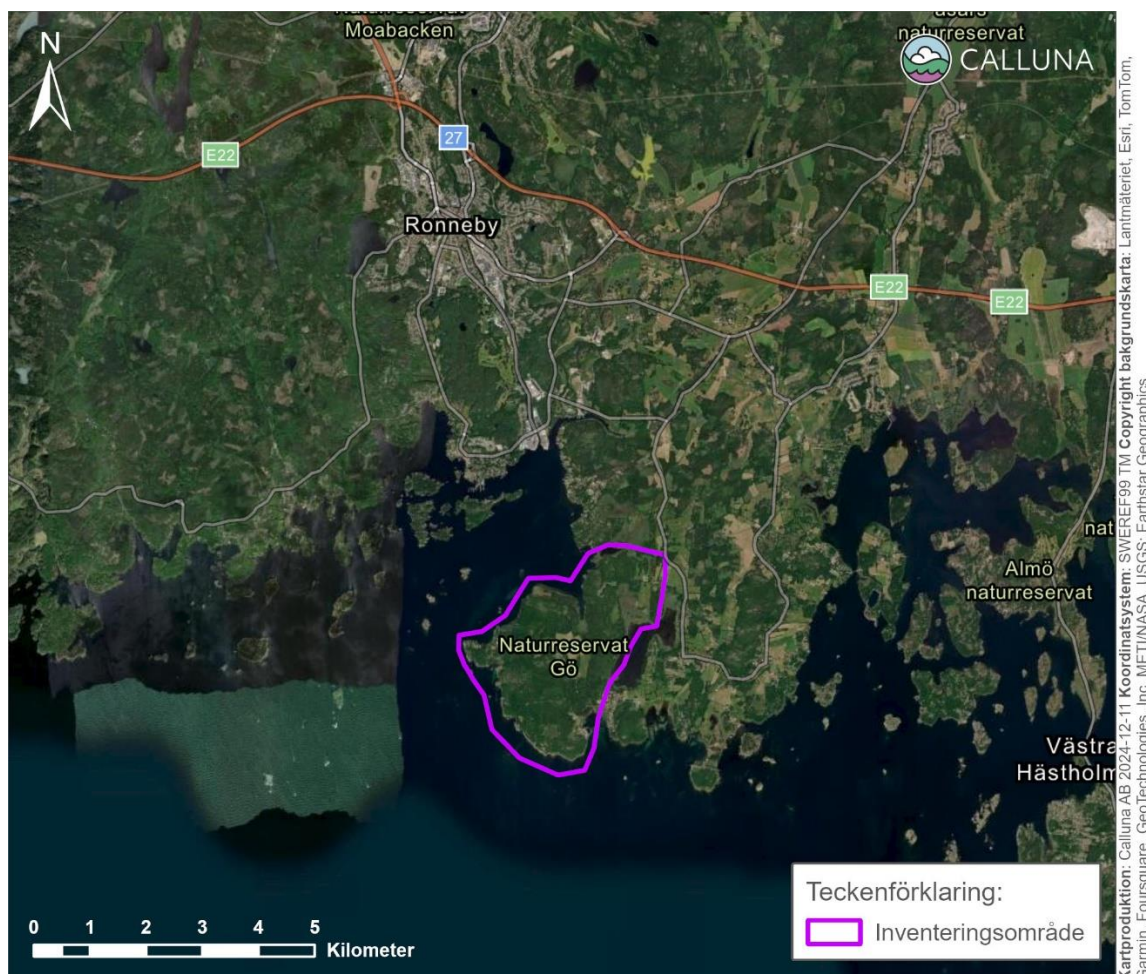 Naturreservat
Moabacken
naturreservat
N
CALLUNA
27
E22
Ronneby
E22
E22
Almö
naturreservat
nat
Naturreservat
Gö
Västra
Hästholm
Teckenförklaring:
Inventeringsområde
0 1 2 3 4 5
Kilometer
Kartproduktion: Calluna AB 2024-12-11 Koordinatsystem: SWEREF99 TM Copyright bakgrundskarta: Lantmäteriet, Esri, TomTom,
Garmin, Foursquare, GeoTechnologies, Inc, METI/NASA, USGS; Earthstar Geographics